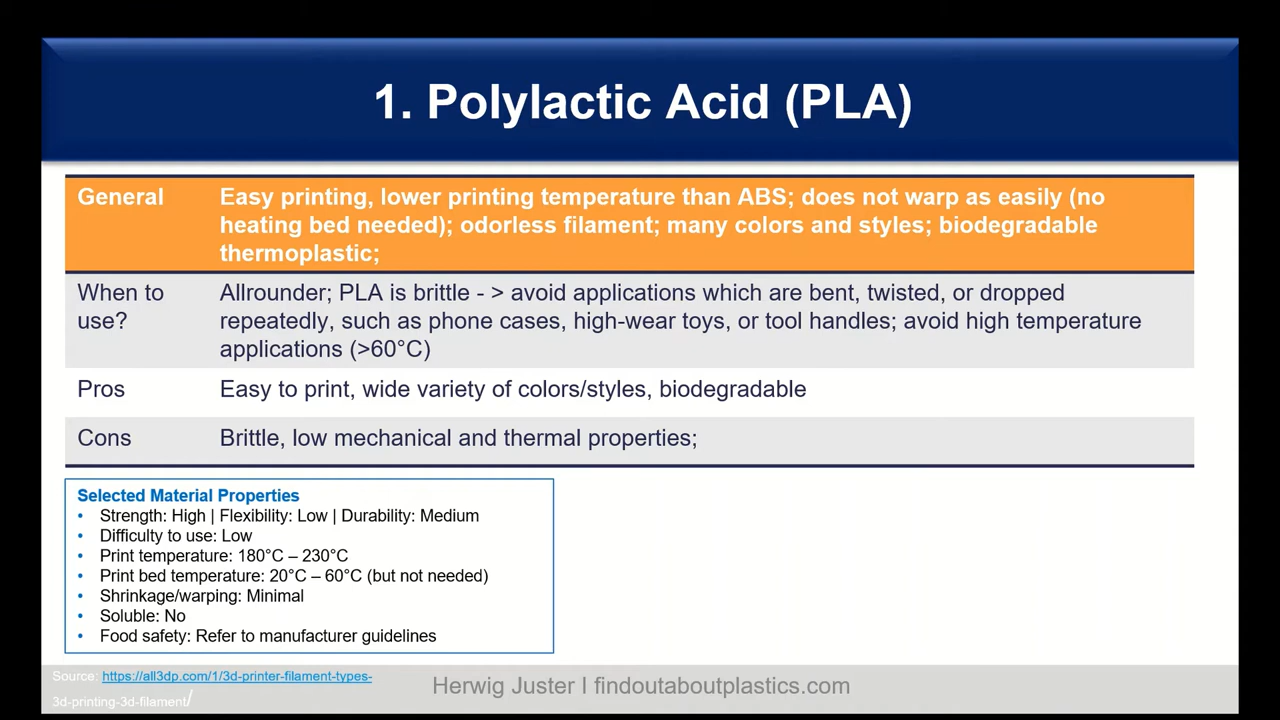 1. Polylactic Acid (PLA)
General
Easy printing, lower printing temperature than ABS; does not warp as easily (no
heating bed needed); odorless filament; many colors and styles; biodegradable
thermoplastic;
When to
use?
Allrounder; PLA is brittle - > avoid applications which are bent, twisted, or dropped
repeatedly, such as phone cases, high-wear toys, or tool handles; avoid high temperature
applications (>60°C)
Pros
Easy to print, wide variety of colors/styles, biodegradable
Cons
Brittle, low mechanical and thermal properties;
Selected Material Properties
• Strength: High | Flexibility: Low | Durability: Medium
• Difficulty to use: Low
• Print temperature: 180°C – 230°C
• Print bed temperature: 20°C – 60°C (but not needed)
• Shrinkage/warping: Minimal
• Soluble: No
• Food safety: Refer to manufacturer guidelines
Source: https://all3dp.com/1/3d-printer-filament-types-
3d-printing-3d-filament/
Herwig Juster I findoutaboutplastics.com